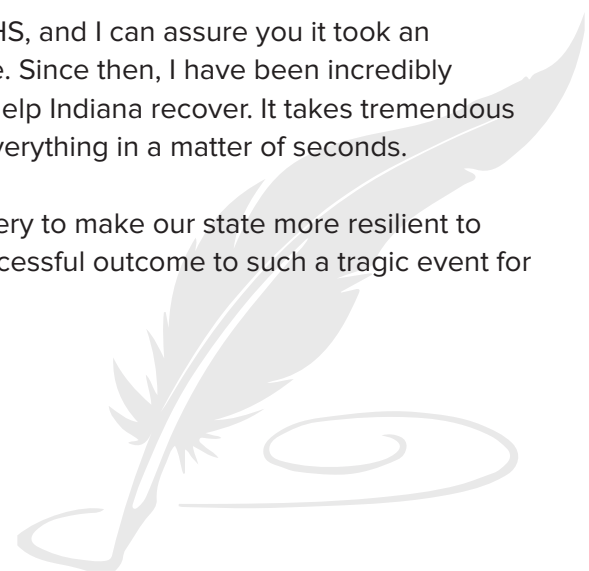 HS, and I can assure you it took an
e. Since then, I have been incredibly
elp Indiana recover. It takes tremendous
verything in a matter of seconds.
ery to make our state more resilient to
ccessful outcome to such a tragic event for